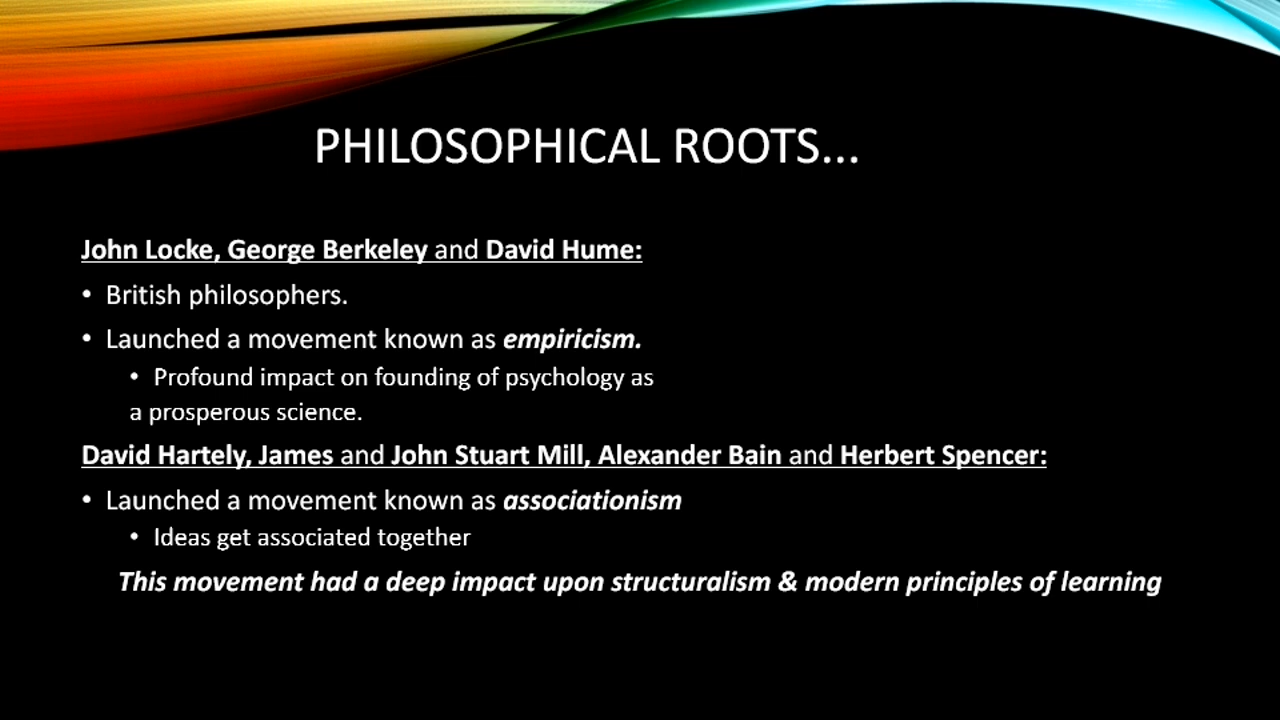 PHILOSOPHICAL ROOTS...
John Locke, George Berkeley and David Hume:
• British philosophers.
• Launched a movement known as empiricism.
• Profound impact on founding of psychology as
a prosperous science.
David Hartely, James and John Stuart Mill, Alexander Bain and Herbert Spencer:
• Launched a movement known as associationism
• Ideas get associated together
This movement had a deep impact upon structuralism & modern principles of learning